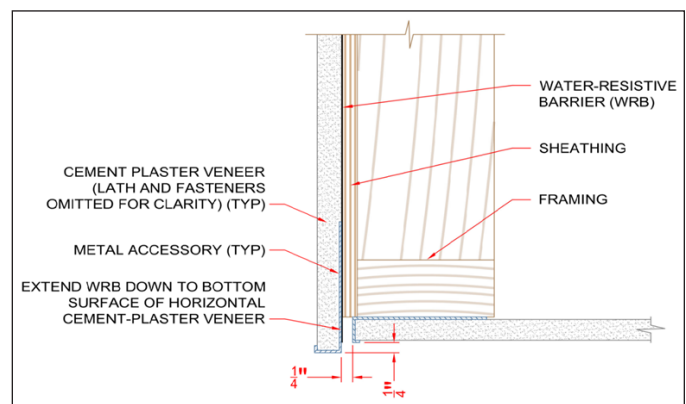 WATER-RESISTIVE
BARRIER (WRB)
SHEATHING
CEMENT PLASTER VENEER
(LATH AND FASTENERS
OMITTED FOR CLARITY) (TYP)
FRAMING
METAL ACCESSORY (TYP)
EXTEND WRB DOWN TO BOTTOM
SURFACE OF HORIZONTAL
CEMENT-PLASTER VENEER
1/4"
1/4"